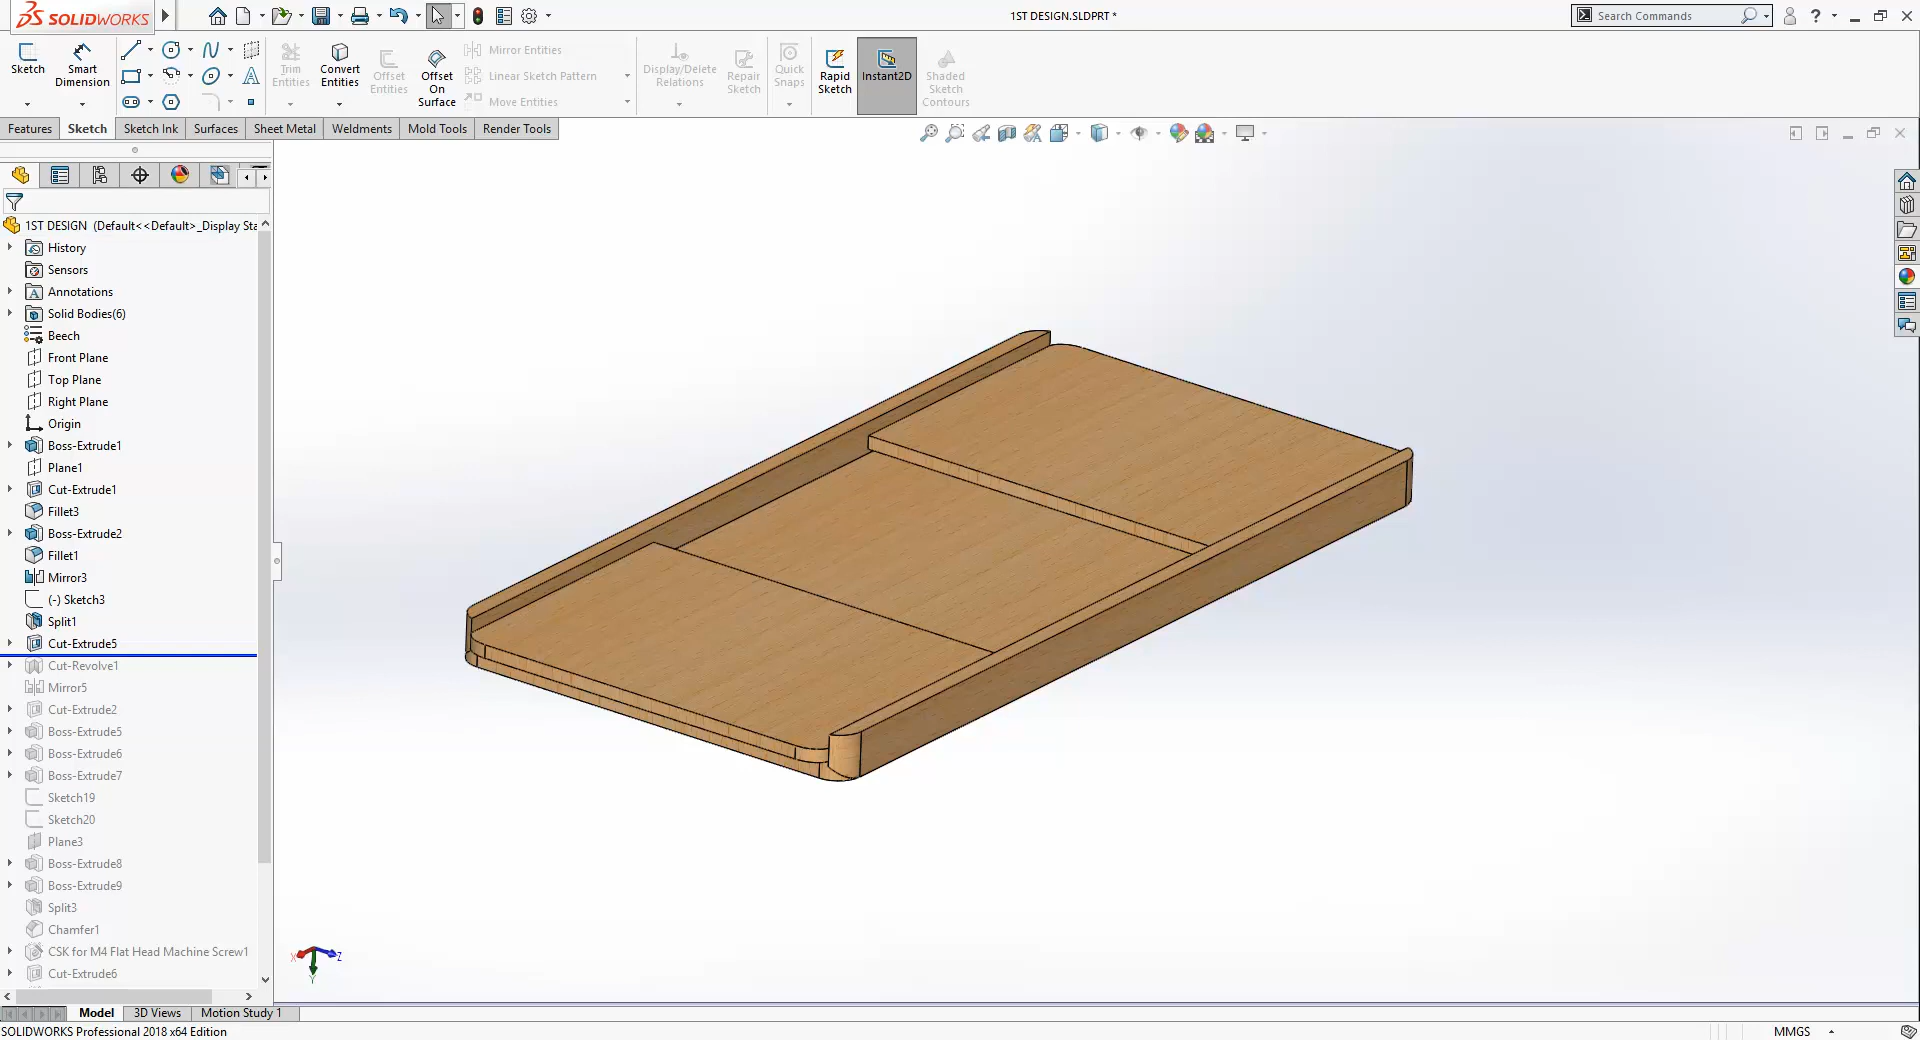 SOLIDWORKS
1ST DESIGN.SLDPRT *
Search Commands
Sketch
Smart Dimension
Trim Entities
Convert Entities
Offset Entities
Offset On Surface
Mirror Entities
Linear Sketch Pattern
Move Entities
Display/Delete Relations
Repair Sketch
Quick Snaps
Rapid Sketch
Instant2D
Shaded Sketch Contours
Features
Sketch
Sketch Ink
Surfaces
Sheet Metal
Weldments
Mold Tools
Render Tools
1ST DESIGN (Default<<Default>_Display Sta
History
Sensors
Annotations
Solid Bodies(6)
Beech
Front Plane
Top Plane
Right Plane
Origin
Boss-Extrude1
Plane1
Cut-Extrude1
Fillet3
Boss-Extrude2
Fillet1
Mirror3
(-) Sketch3
Split1
Cut-Extrude5
Cut-Revolve1
Mirror5
Cut-Extrude2
Boss-Extrude5
Boss-Extrude6
Boss-Extrude7
Sketch19
Sketch20
Plane3
Boss-Extrude8
Boss-Extrude9
Split3
Chamfer1
CSK for M4 Flat Head Machine Screw1
Cut-Extrude6
X
Z
Y
Model
3D Views
Motion Study 1
SOLIDWORKS Professional 2018 x64 Edition
MMGS